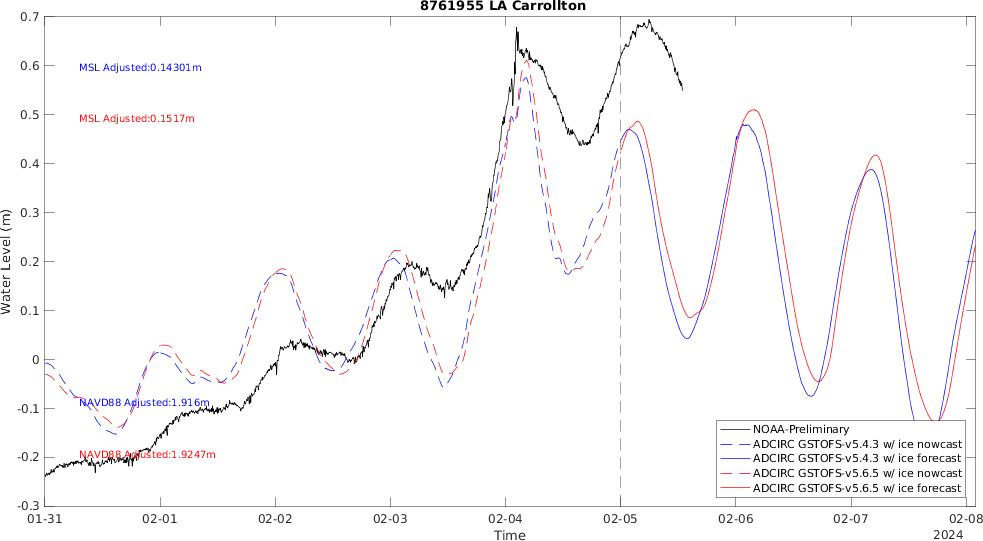 8761955 LA Carrollton
0.7
0.6
0.5
0.4
0.3
0.2
0.1
0
-0.1
-0.2
-0.3
Water Level (m)
MSL Adjusted:0.14301m
MSL Adjusted:0.1517m
NAVD88 Adjusted:1.916m
NAVD88 Adjusted:1.9247m
NOAA-Preliminary
ADCIRC GSTOFS-v5.4.3 w/ ice nowcast
ADCIRC GSTOFS-v5.4.3 w/ ice forecast
ADCIRC GSTOFS-v5.6.5 w/ ice nowcast
ADCIRC GSTOFS-v5.6.5 w/ ice forecast
01-31 02-01 02-02 02-03 02-04 02-05 02-06 02-07 02-08
Time
2024